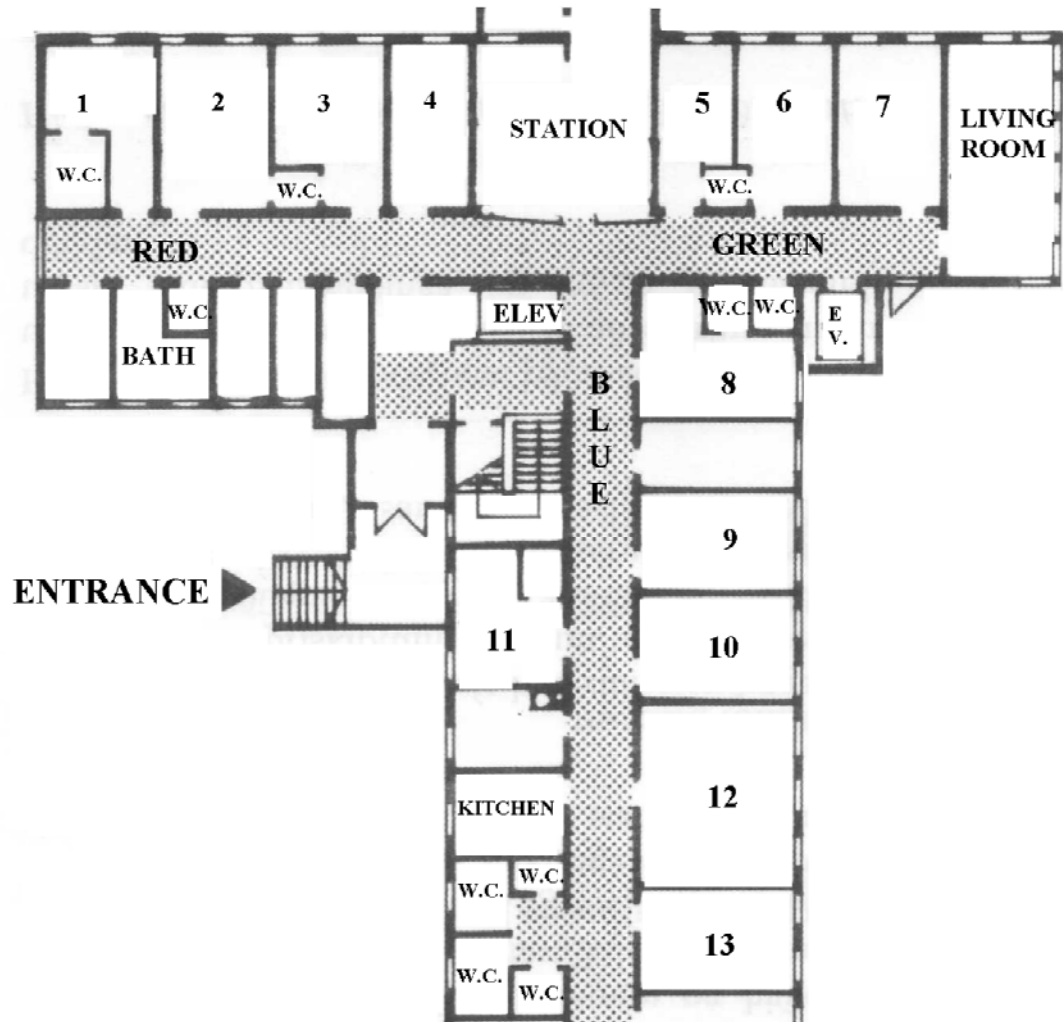 1
2
3
4
STATION
5
6
7
LIVING
ROOM
W.C.
W.C.
W.C.
RED
GREEN
W.C.
BATH
ELEV
W.C.
W.C.
E
V.
8
B
L
U
E
9
ENTRANCE
10
11
12
KITCHEN
W.C.
W.C.
13
W.C.
W.C.